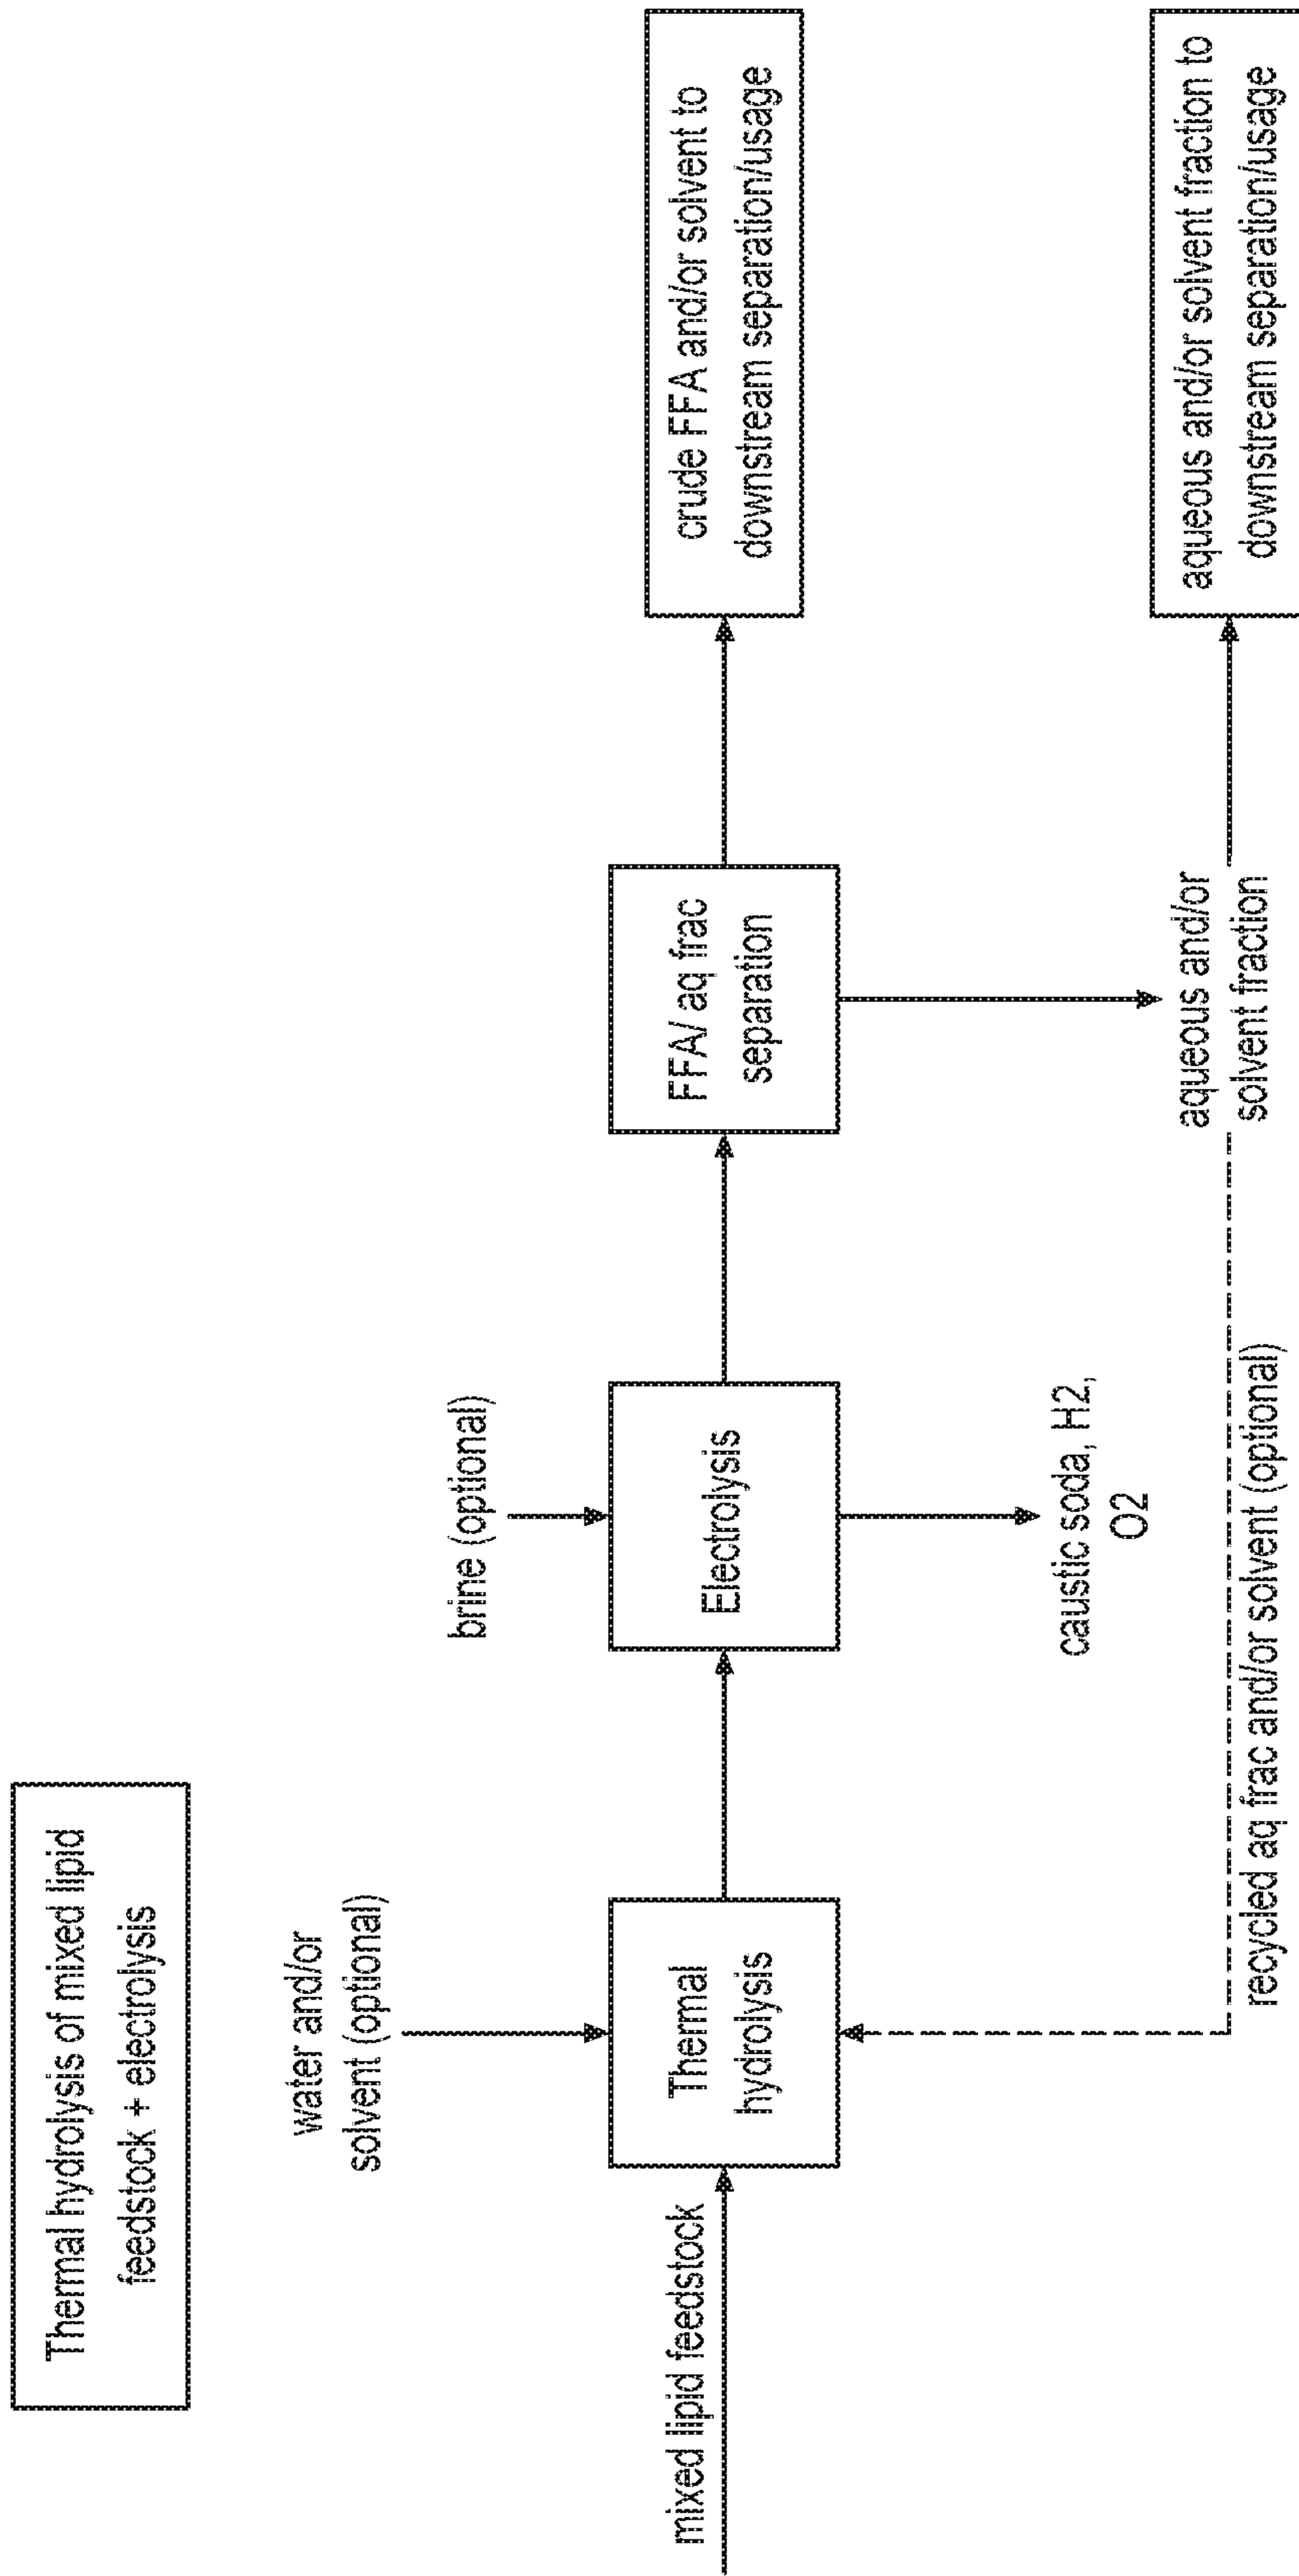 Thermal hydrolysis of mixed lipid
feedstock + electrolysis
water and/or
solvent (optional)
brine (optional)
mixed lipid feedstock
Thermal
hydrolysis
Electrolysis
FFA/ aq frac
separation
crude FFA and/or solvent to
downstream separation/usage
caustic soda, H2,
O2
aqueous and/or
solvent fraction
aqueous and/or solvent fraction to
downstream separation/usage
recycled aq frac and/or solvent (optional)